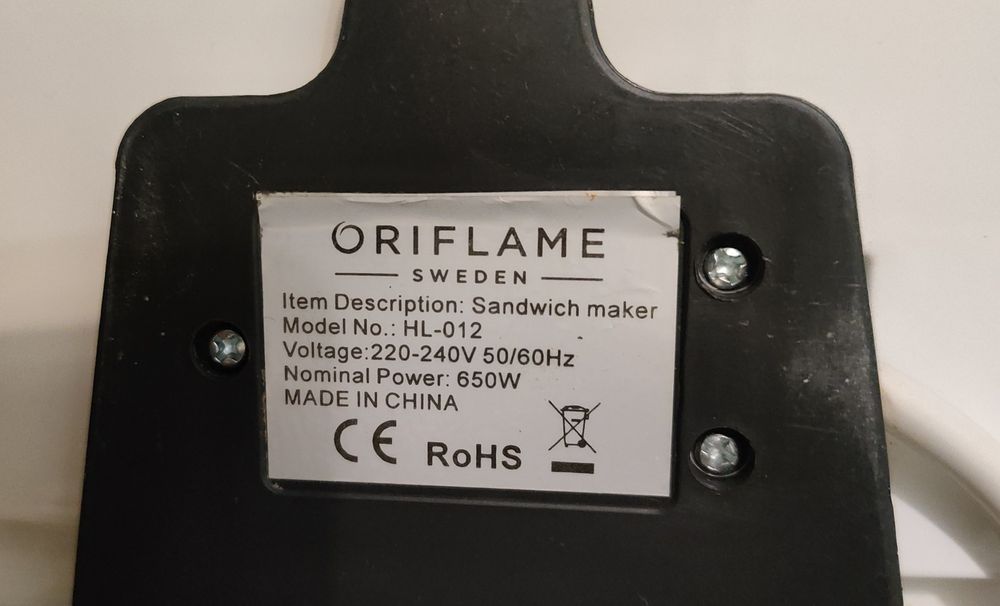 ORIFLAME
SWEDEN
Item Description: Sandwich maker
Model No.: HL-012
Voltage:220-240V 50/60Hz
Nominal Power: 650W
MADE IN CHINA
CE RoHS